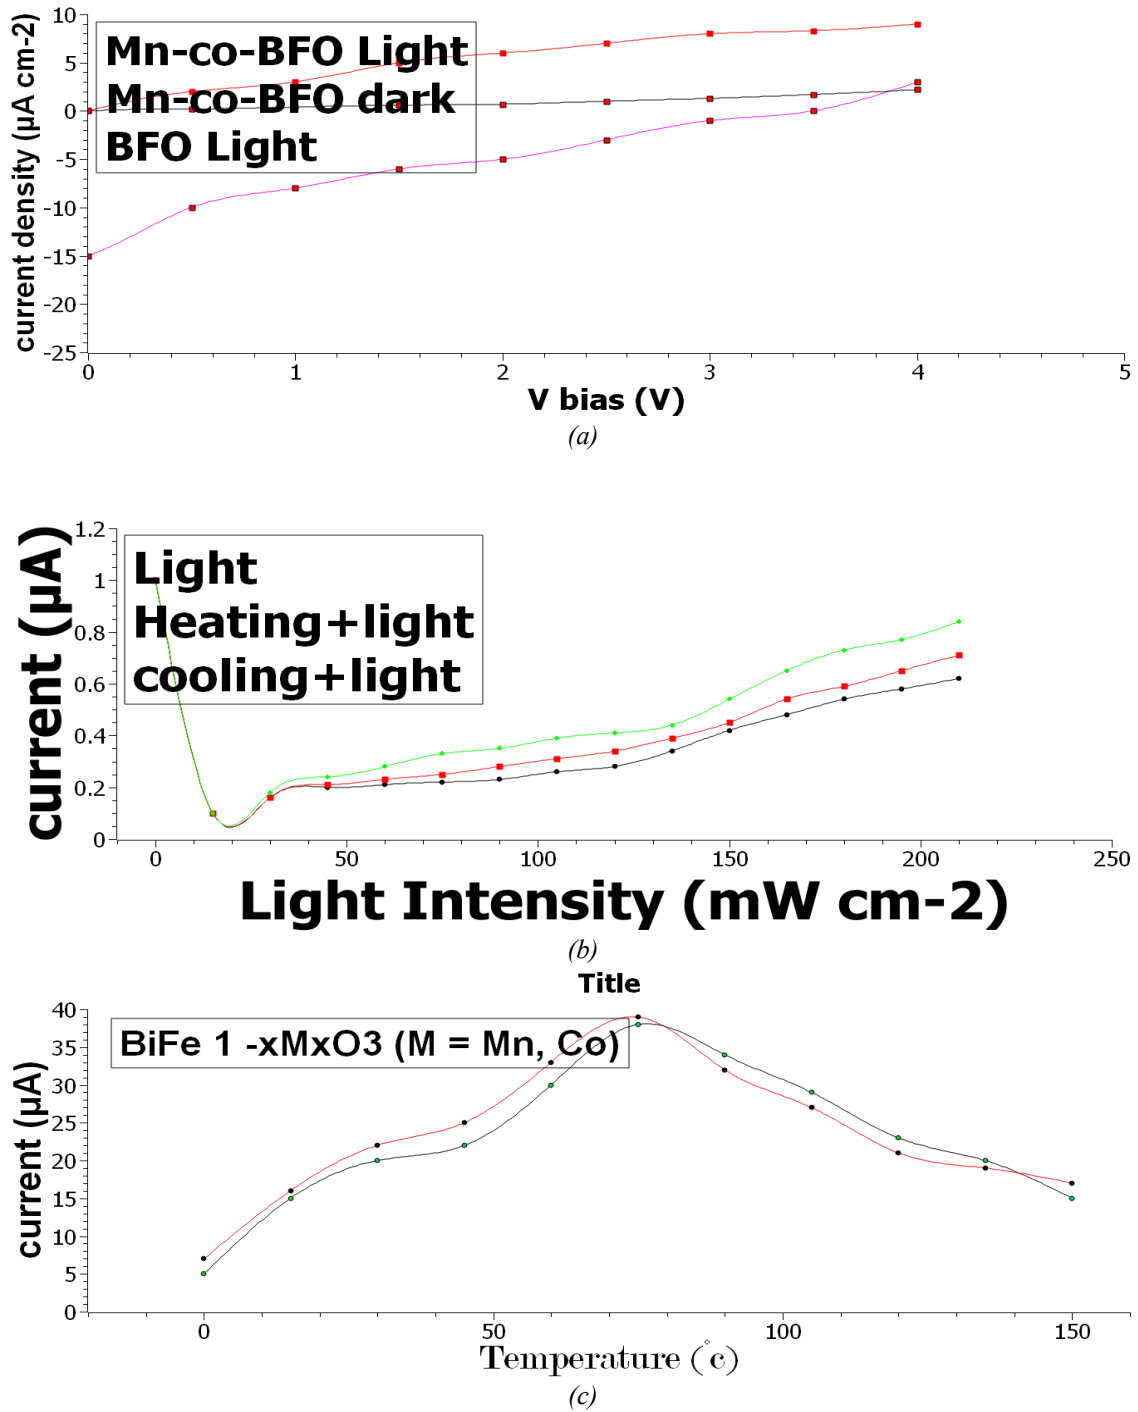 10
5
0
-5
-10
-15
-20
-25
current density (µA cm-2)
Mn-co-BFO Light
Mn-co-BFO dark
BFO Light
0 1 2 3 4 5
V bias (V)
(a)
1.2
1
0.8
0.6
0.4
0.2
0
current (µA)
Light
Heating+light
cooling+light
0 50 100 150 200 250
Light Intensity (mW cm-2)
(b)
Title
40
35
30
25
20
15
10
5
0
current (µA)
BiFe 1 -xMxO3 (M = Mn, Co)
0 50 100 150
Temperature (°c)
(c)